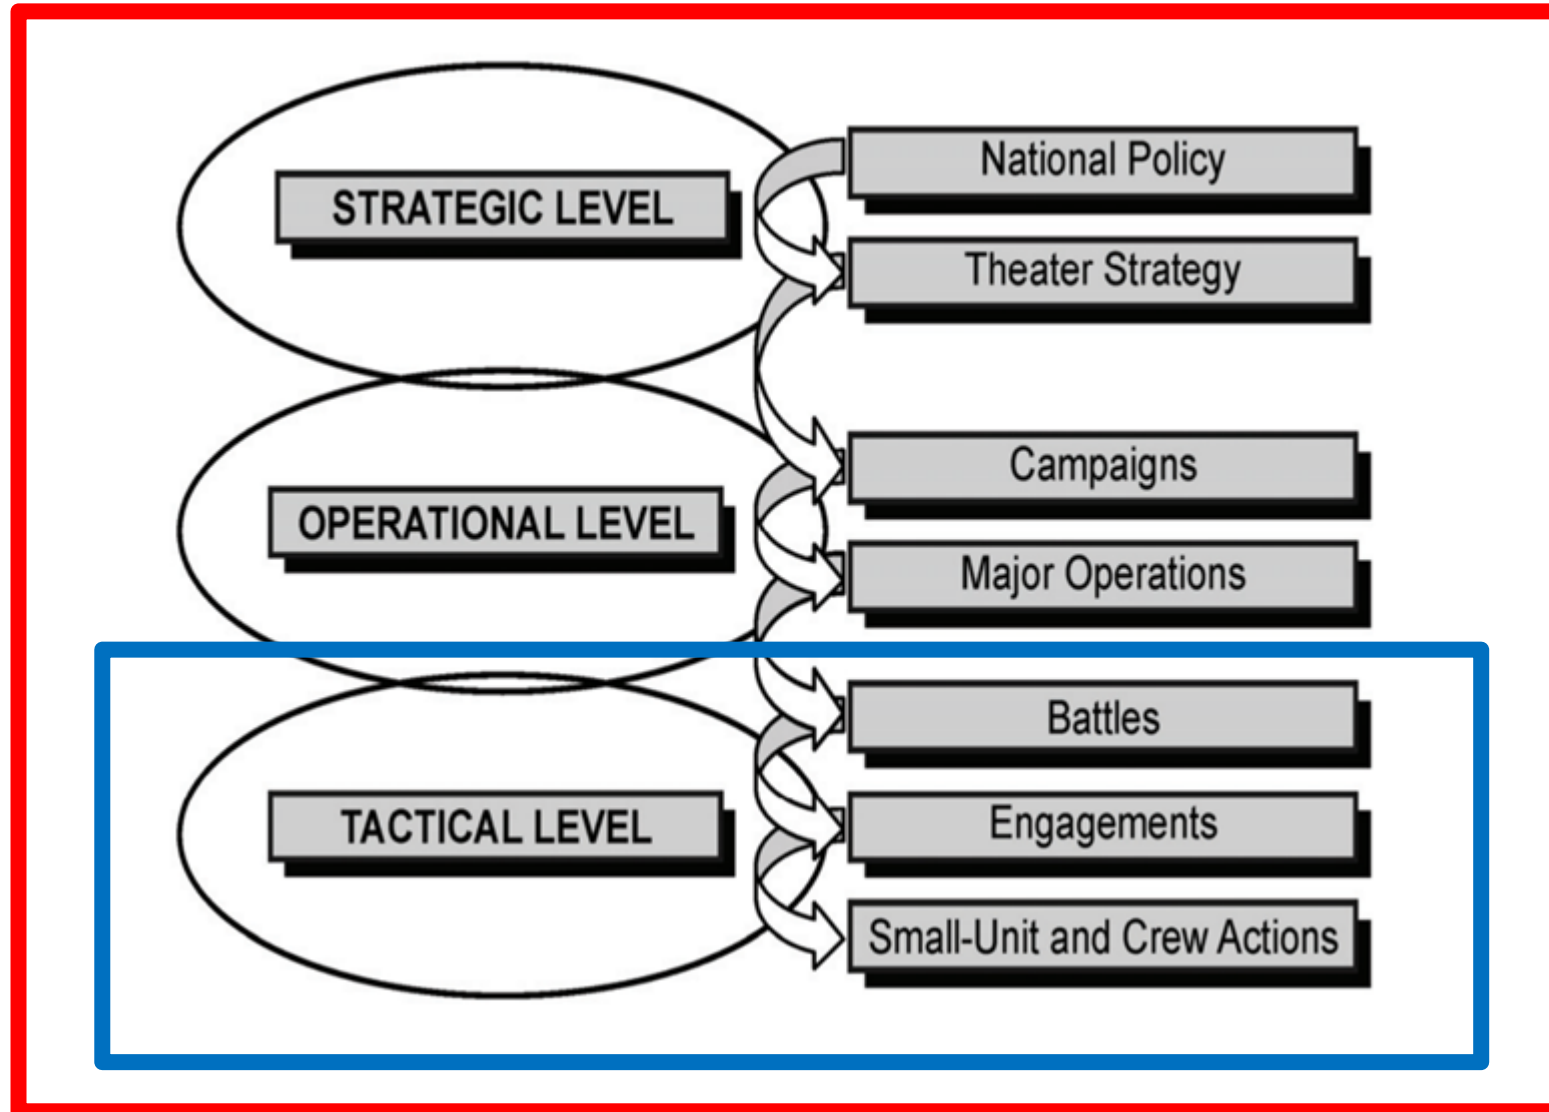 STRATEGIC LEVEL
National Policy
Theater Strategy
OPERATIONAL LEVEL
Campaigns
Major Operations
TACTICAL LEVEL
Battles
Engagements
Small-Unit and Crew Actions